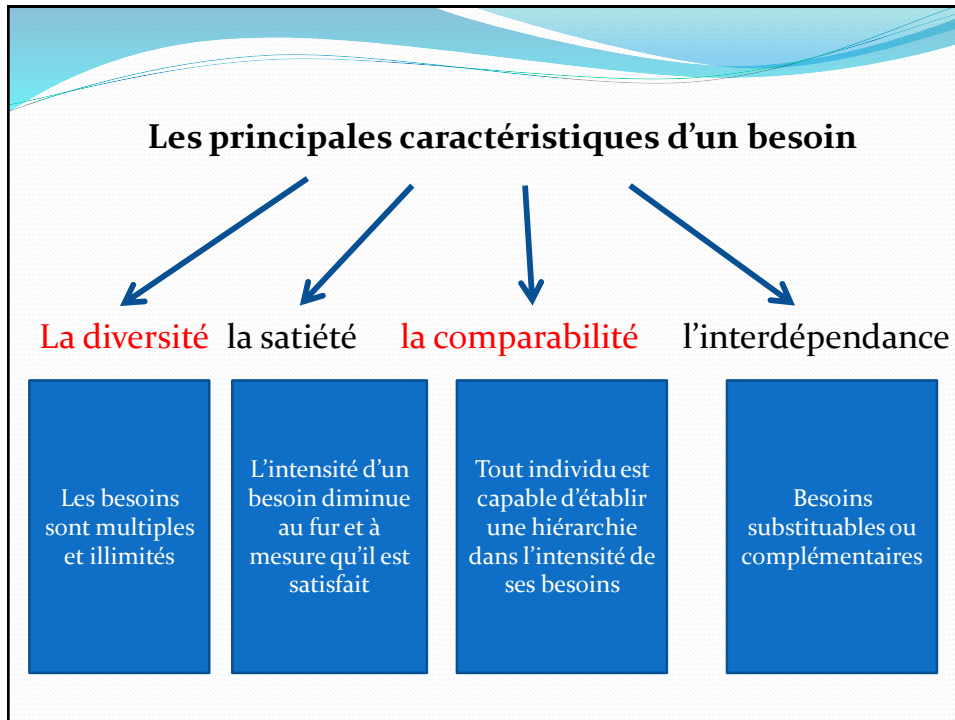 Les principales caractéristiques d’un besoin
La diversité la satiété la comparabilité l’interdépendance
Les besoins
sont multiples
et illimités
L’intensité d’un
besoin diminue
au fur et à
mesure qu’il est
satisfait
Tout individu est
capable d’établir
une hiérarchie
dans l’intensité de
ses besoins
Besoins
substituables ou
complémentaires